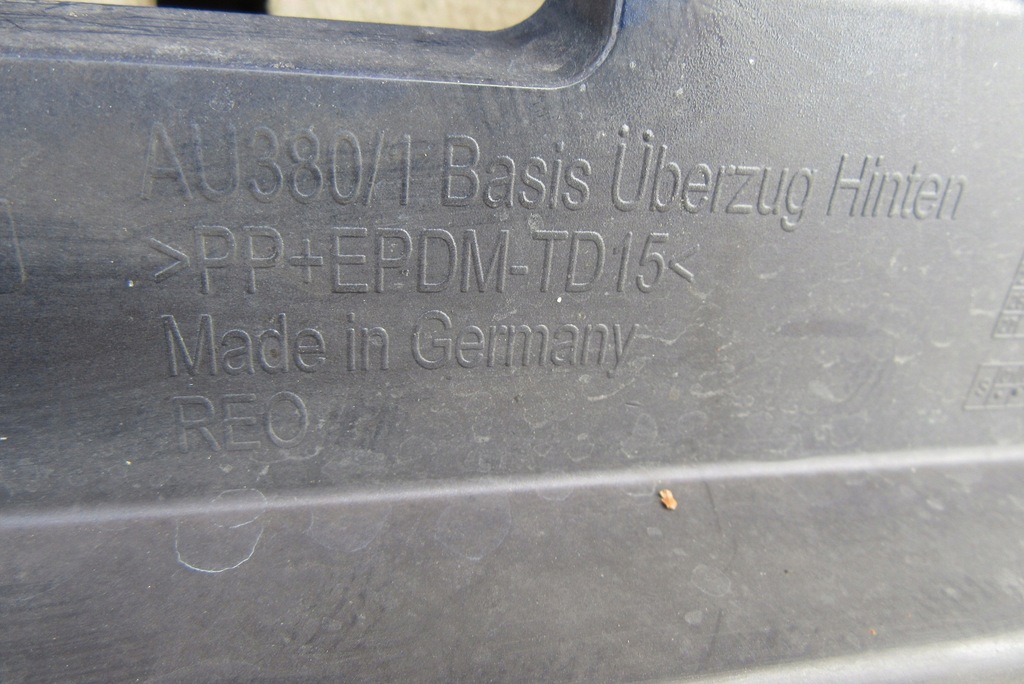 AU380/1 Basis Überzug Hinten
>PP+EPDM-TD15<
Made in Germany
REO